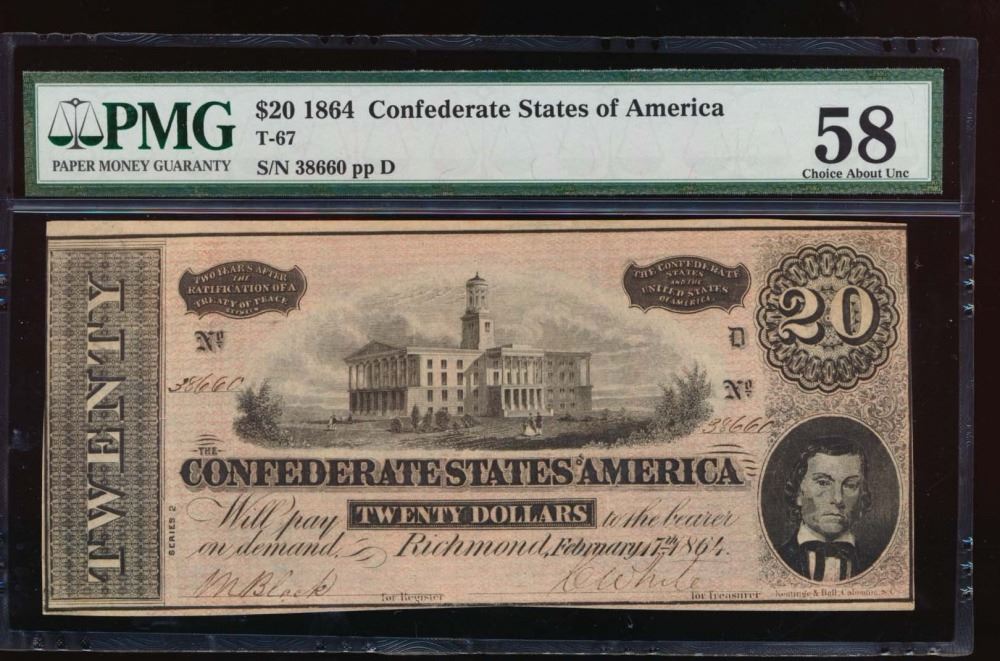 PMG
PAPER MONEY GUARANTY
$20 1864 Confederate States of America
T-67
S/N 38660 pp D
58
Choice About Unc
TWENTY
TWO YEARS AFTER
THE
RATIFICATION OF A
TREATY OF PEACE
BETWEEN
THE CONFEDERATE
STATES
AND THE
UNITED STATES
OF AMERICA.
20
Nº
D
38660
Nº
38660
THE
CONFEDERATE STATES OF AMERICA
SERIES 2
Will pay TWENTY DOLLARS to the bearer
on demand. Richmond, February 17th 1864.
M Black for Register
White for Treasurer
Keatinge & Ball, Columbia, S.C.